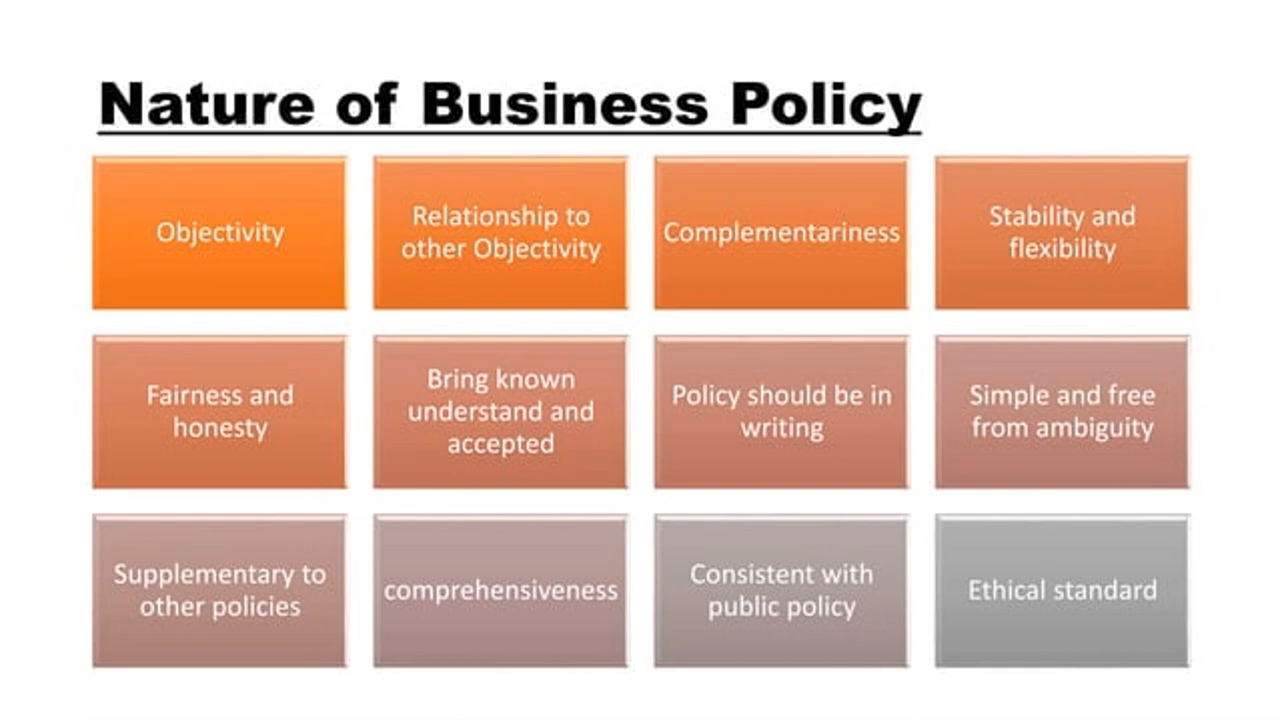 Nature of Business Policy
Objectivity
Relationship to
other Objectivity
Complementariness
Stability and
flexibility
Fairness and
honesty
Bring known
understand and
accepted
Policy should be in
writing
Simple and free
from ambiguity
Supplementary to
other policies
comprehensiveness
Consistent with
public policy
Ethical standard